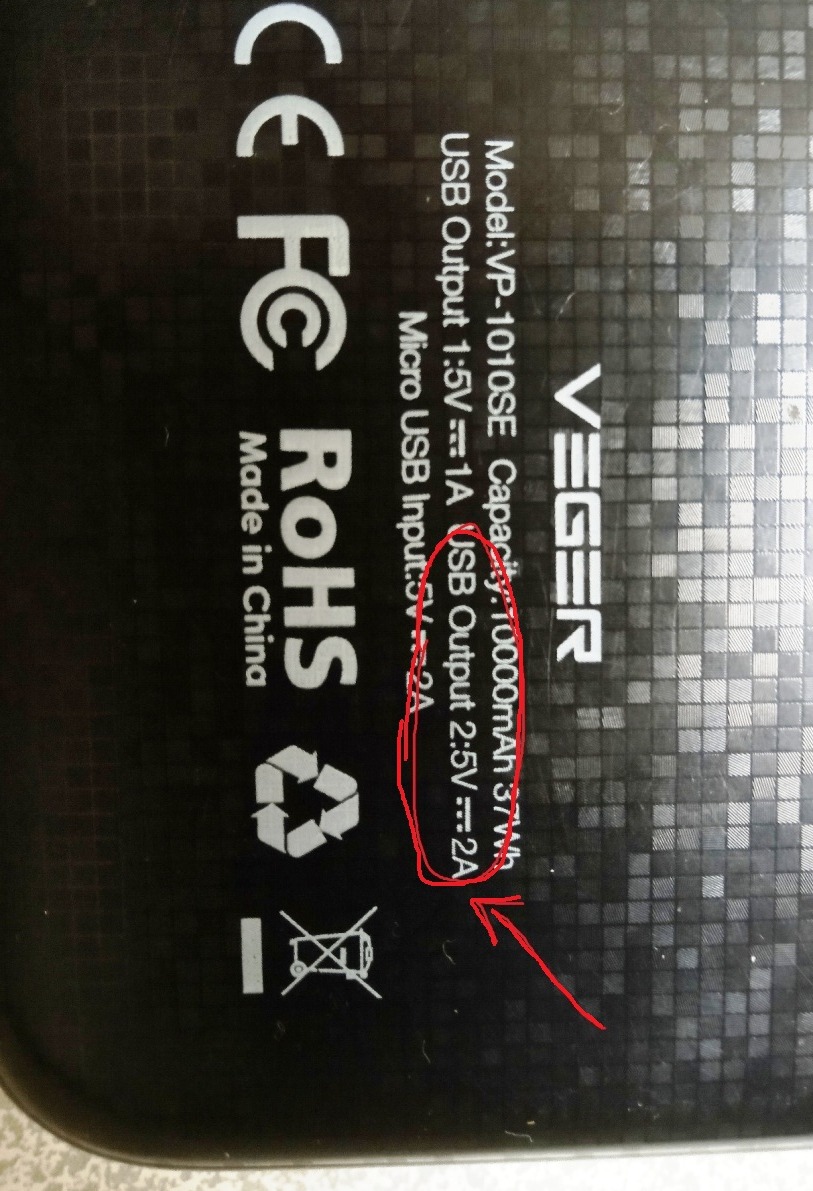 VEGER
Model:VP-1010SE Capacity:10000mAh 37Wh
USB Output 1:5V⎓1A USB Output 2:5V⎓2A
Micro USB Input:5V⎓2A
CE FC RoHS
Made in China